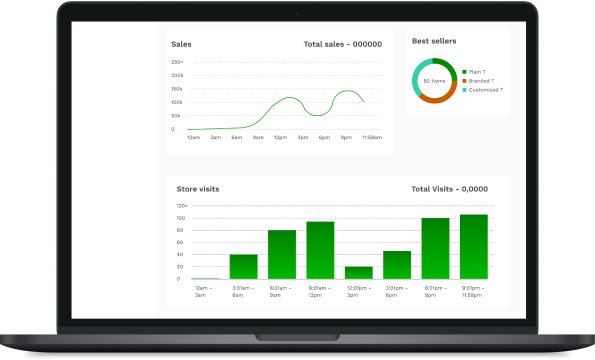 Sales
Total sales - 000000
250+
200k
150k
100k
50k
0
12am 3am 6am 9am 12pm 3pm 6pm 9pm 11:59am
Best sellers
50 items
Plain T
Branded T
Customized T
Store visits
Total Visits - 0,0000
120+
100
80
60
40
20
0
12am - 2:01am - 6:01am - 9:01am - 12:01pm - 3:01pm - 6:01pm - 9:01pm -
3am 6am 9am 12pm 3pm 6pm 9pm 11:59pm